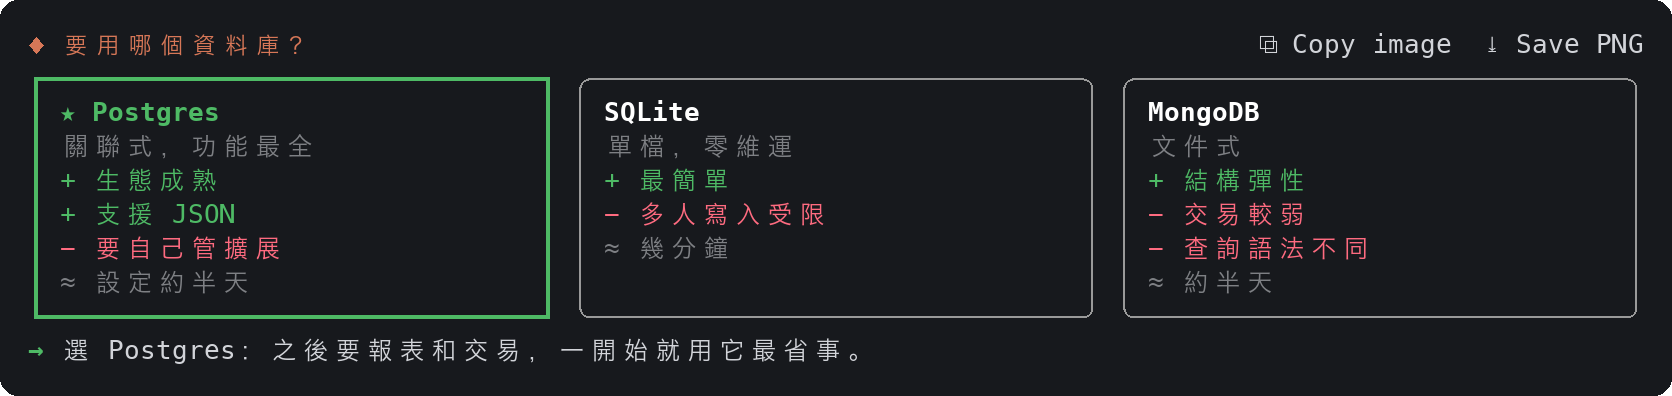 ♦ 要用哪個資料庫？
⧉ Copy image ⤓ Save PNG
★ Postgres
關聯式，功能最全
+ 生態成熟
+ 支援 JSON
− 要自己管擴展
≈ 設定約半天
SQLite
單檔，零維運
+ 最簡單
− 多人寫入受限
≈ 幾分鐘
MongoDB
文件式
+ 結構彈性
− 交易較弱
− 查詢語法不同
≈ 約半天
→ 選 Postgres：之後要報表和交易，一開始就用它最省事。